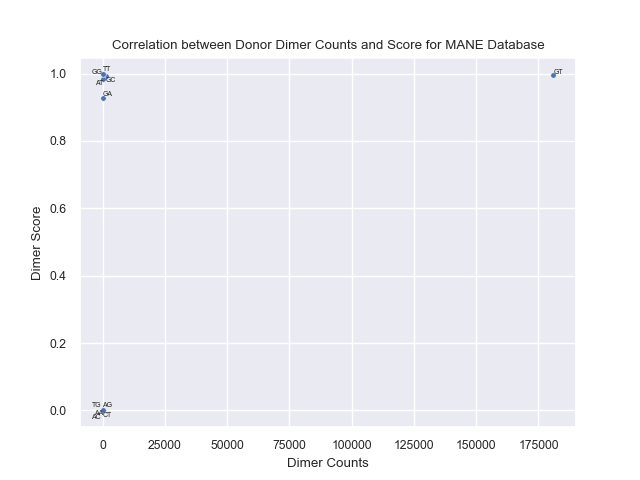 Correlation between Donor Dimer Counts and Score for MANE Database
Dimer Score
1.0
0.8
0.6
0.4
0.2
0.0
GG TT
AT GC
GA
GT
TG AG
AC CT
0 25000 50000 75000 100000 125000 150000 175000
Dimer Counts